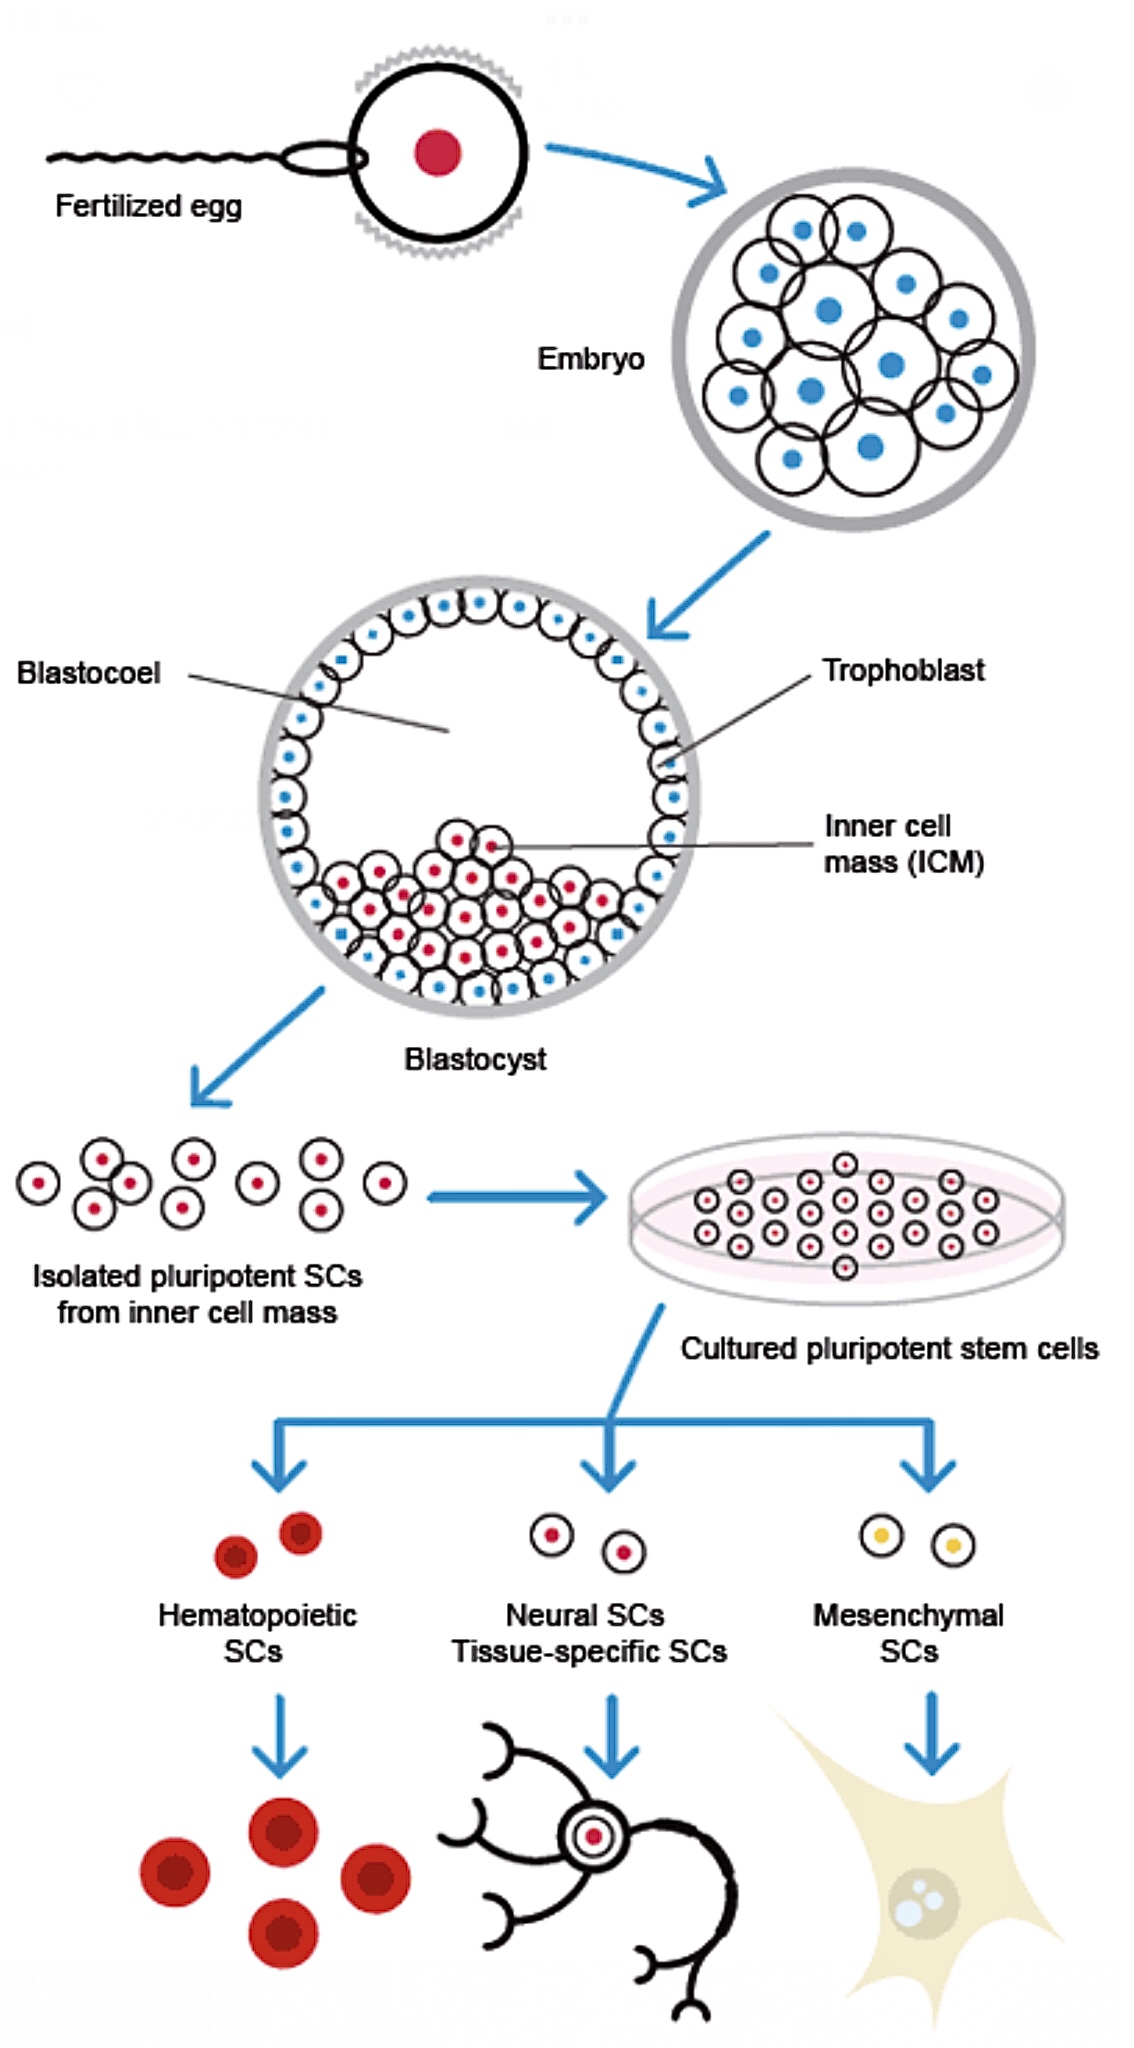 Fertilized egg
Embryo
Blastocoel
Trophoblast
Inner cell
mass (ICM)
Blastocyst
Isolated pluripotent SCs
from inner cell mass
Cultured pluripotent stem cells
Hematopoietic
SCs
Neural SCs
Tissue-specific SCs
Mesenchymal
SCs